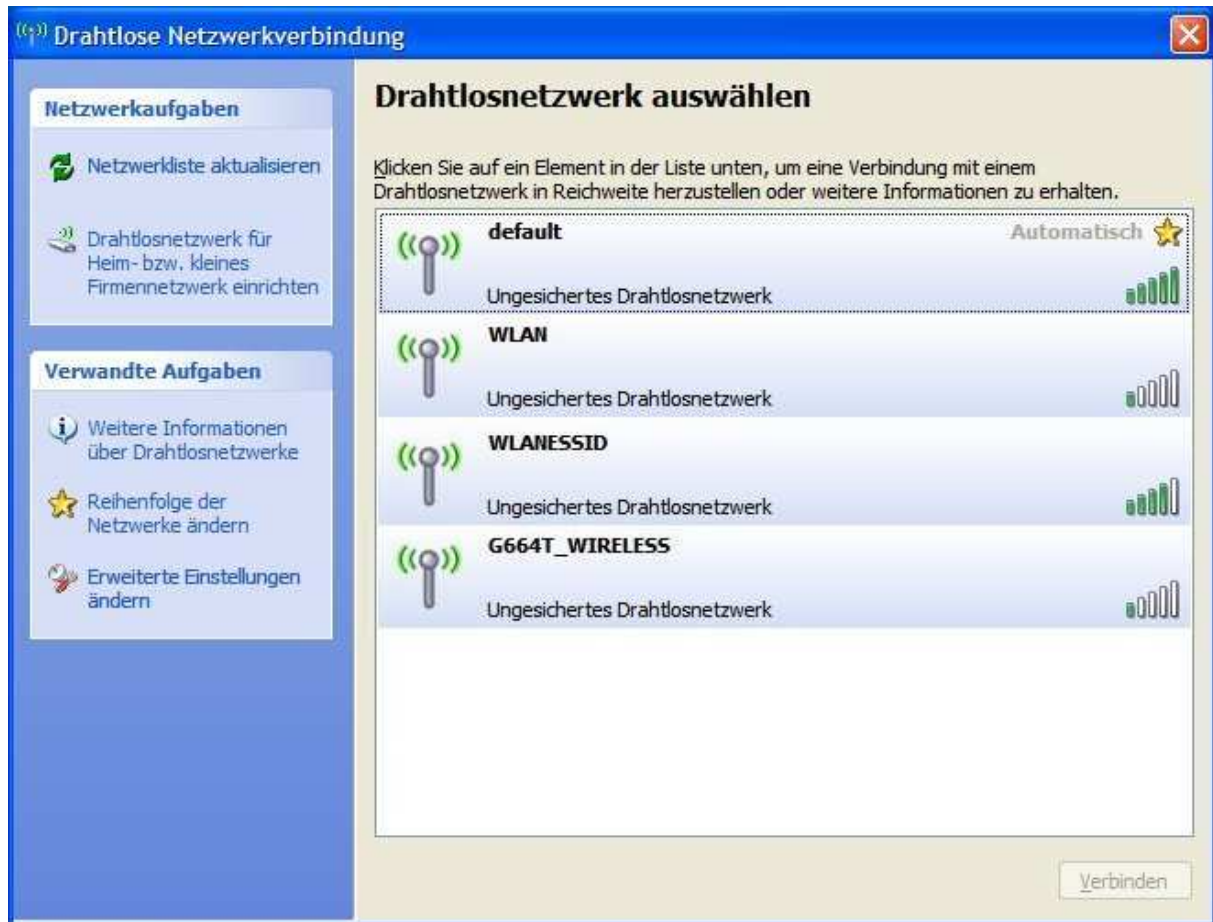 Drahtlose Netzwerkverbindung
Netzwerkaufgaben
Netzwerkliste aktualisieren
Drahtlosnetzwerk für
Heim- bzw. kleines
Firmennetzwerk einrichten
Verwandte Aufgaben
Weitere Informationen
über Drahtlosnetzwerke
Reihenfolge der
Netzwerke ändern
Erweiterte Einstellungen
ändern
Drahtlosnetzwerk auswählen
Klicken Sie auf ein Element in der Liste unten, um eine Verbindung mit einem
Drahtlosnetzwerk in Reichweite herzustellen oder weitere Informationen zu erhalten.
default Automatisch
Ungesichertes Drahtlosnetzwerk
WLAN
Ungesichertes Drahtlosnetzwerk
WLANESSID
Ungesichertes Drahtlosnetzwerk
G664T_WIRELESS
Ungesichertes Drahtlosnetzwerk
Verbinden